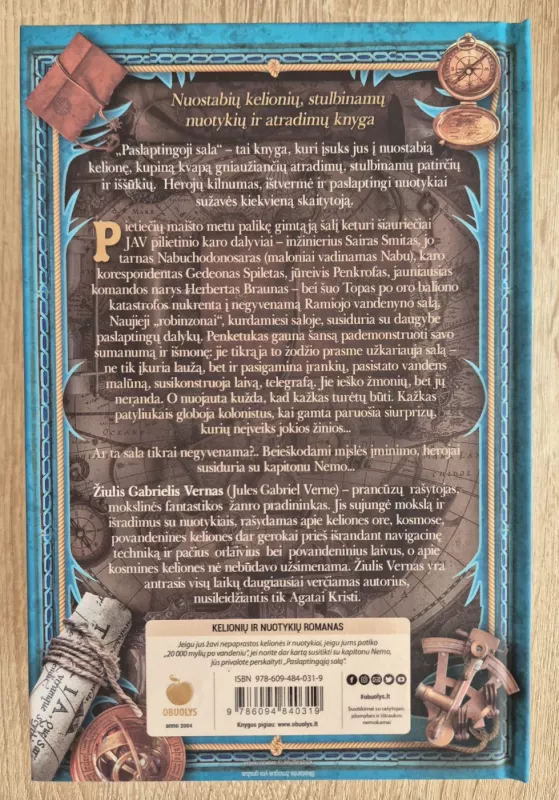 Nuostabių kelionių, stulbinamų
nuotykių ir atradimų knyga
„Paslaptingoji sala“ – tai knyga, kuri įsuks jus į nuostabią
kelionę, kupiną kvapą gniaužiančių atradimų, stulbinamų patirčių
ir iššūkių. Herojų kilnumas, ištvermė ir paslaptingi nuotykiai
sužavės kiekvieną skaitytoją.
Pietiečių maišto metu palikę gimtąją šalį keturi šiauriečiai
JAV pilietinio karo dalyviai – inžinierius Sairas Smitas, jo
tarnas Nabuchodonosaras (maloniai vadinamas Nabu), karo
korespondentas Gedeonas Spiletas, jūreivis Penkrofas, jauniausias
komandos narys Herbertas Braunas – bei šuo Topas po oro baliono
katastrofos nukrenta į negyvenamą Ramiojo vandenyno salą.
Naujieji „robinzonai“, kurdamiesi saloje, susiduria su daugybe
paslaptingų dalykų. Penketukas gauna šansą pademonstruoti savo
sumanumą ir išmonę: jie tikrąja to žodžio prasme užkariauja salą –
ne tik įkuria laužą, bet ir pasigamina įrankių, pasistato vandens
malūną, susikonstruoja laivą, telegrafą. Jie ieško žmonių, bet jų
neranda. O nuojauta kužda, kad kažkas turėtų būti. Kažkas
patyliukais globoja kolonistus, kai gamta paruošia siurprizų,
kurių neįveiks jokios žinios...
Ar ta sala tikrai negyvenama?.. Beieškodami mįslės įminimo, herojai
susiduria su kapitonu Nemo...
Žiulis Gabrielis Vernas (Jules Gabriel Verne) – prancūzų rašytojas,
mokslinės fantastikos žanro pradininkas. Jis sujungė mokslą ir
išradimus su nuotykiais, rašydamas apie keliones ore, kosmose,
povandenines keliones dar gerokai prieš išrandant navigacinę
techniką ir pačius orlaivius bei povandeninius laivus, o apie
kosmines keliones nė nebūdavo užsimenama. Žiulis Vernas yra
antrasis visų laikų daugiausiai verčiamas autorius,
nusileidžiantis tik Agatai Kristi.
KELIONIŲ IR NUOTYKIŲ ROMANAS
Jeigu jus žavi nepaprastos kelionės ir nuotykiai, jeigu jums patiko
„20 000 mylių po vandeniu“, jei norite dar kartą susitikti su kapitonu Nemo,
jūs privalote perskaityti „Paslaptingąją salą“.
OBUOLYS
anno 2004
ISBN 978-609-484-031-9
9 786094 840319
Knygos pigiau: www.obuolys.lt
#obuolys.lt
Susitikimai su rašytojais,
nemokamai